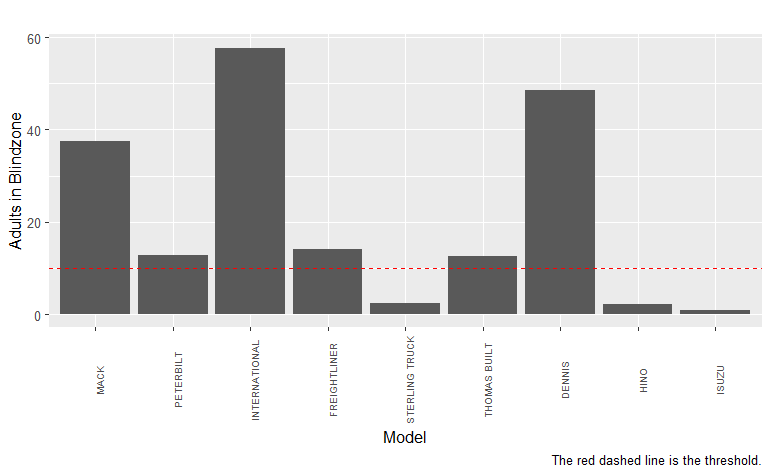 Adults in Blindzone
60
40
20
0
MACK
PETERBILT
INTERNATIONAL
FREIGHTLINER
STERLING TRUCK
THOMAS BUILT
DENNIS
HINO
ISUZU
Model
The red dashed line is the threshold.